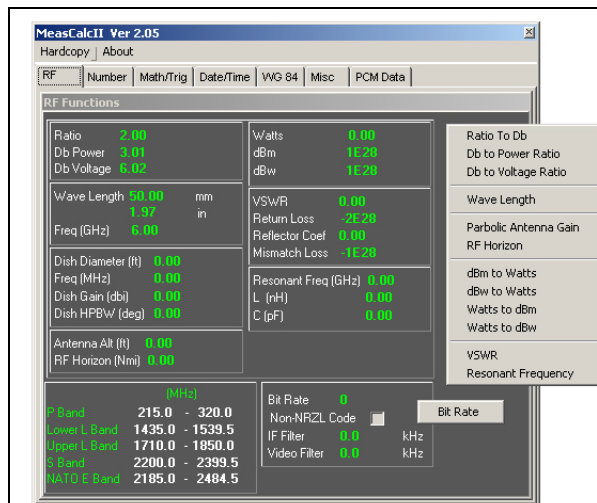 MeasCalcII Ver 2.05
Hardcopy About
RF Number Math/Trig Date/Time WG 84 Misc PCM Data
RF Functions
Ratio 2.00
Db Power 3.01
Db Voltage 6.02
Wave Length 50.00 mm
1.97 in
Freq (GHz) 6.00
Dish Diameter (ft) 0.00
Freq (MHz) 0.00
Dish Gain (dbi) 0.00
Dish HPBW (deg) 0.00
Antenna Alt (ft) 0.00
RF Horizon (Nmi) 0.00
(MHz)
P Band 215.0 - 320.0
Lower L Band 1435.0 - 1539.5
Upper L Band 1710.0 - 1850.0
S Band 2200.0 - 2399.5
NATO E Band 2185.0 - 2484.5
Watts 0.00
dBm 1E28
dBw 1E28
VSWR 0.00
Return Loss -2E28
Reflector Coef 0.00
Mismatch Loss -1E28
Resonant Freq (GHz) 0.00
L (nH) 0.00
C (pF) 0.00
Bit Rate 0
Non-NRZL Code
IF Filter 0.0 kHz
Video Filter 0.0 kHz
Ratio To Db
Db to Power Ratio
Db to Voltage Ratio
Wave Length
Parbolic Antenna Gain
RF Horizon
dBm to Watts
dBw to Watts
Watts to dBm
Watts to dBw
VSWR
Resonant Frequency
Bit Rate